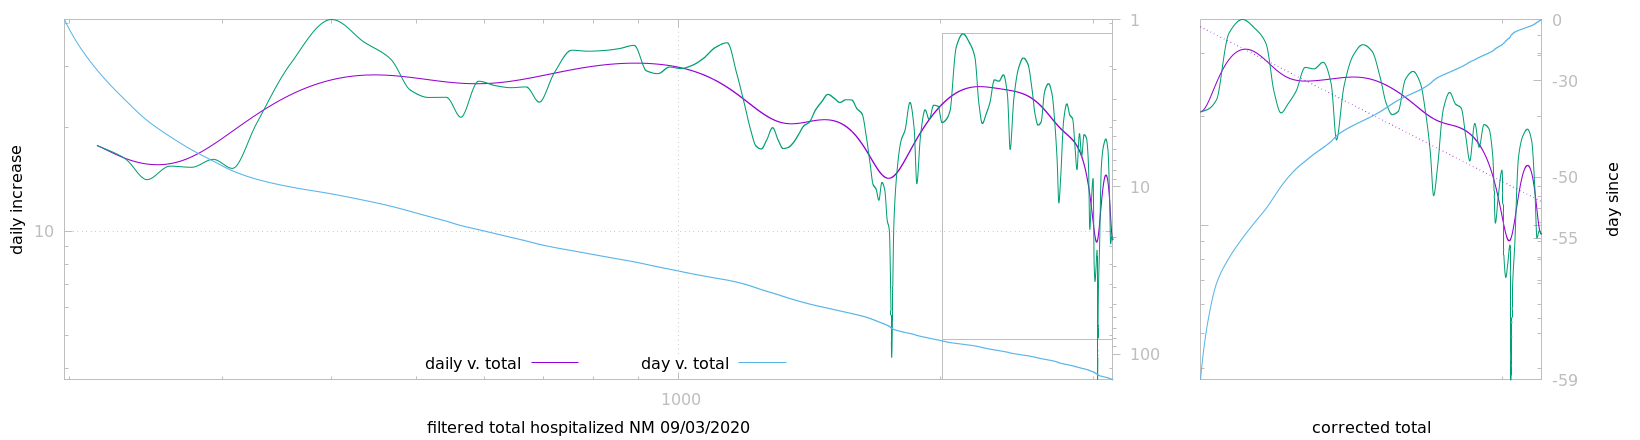 daily increase
10
daily v. total
day v. total
1000
1
10
100
filtered total hospitalized NM 09/03/2020
0
-30
-50
-55
-59
day since
corrected total